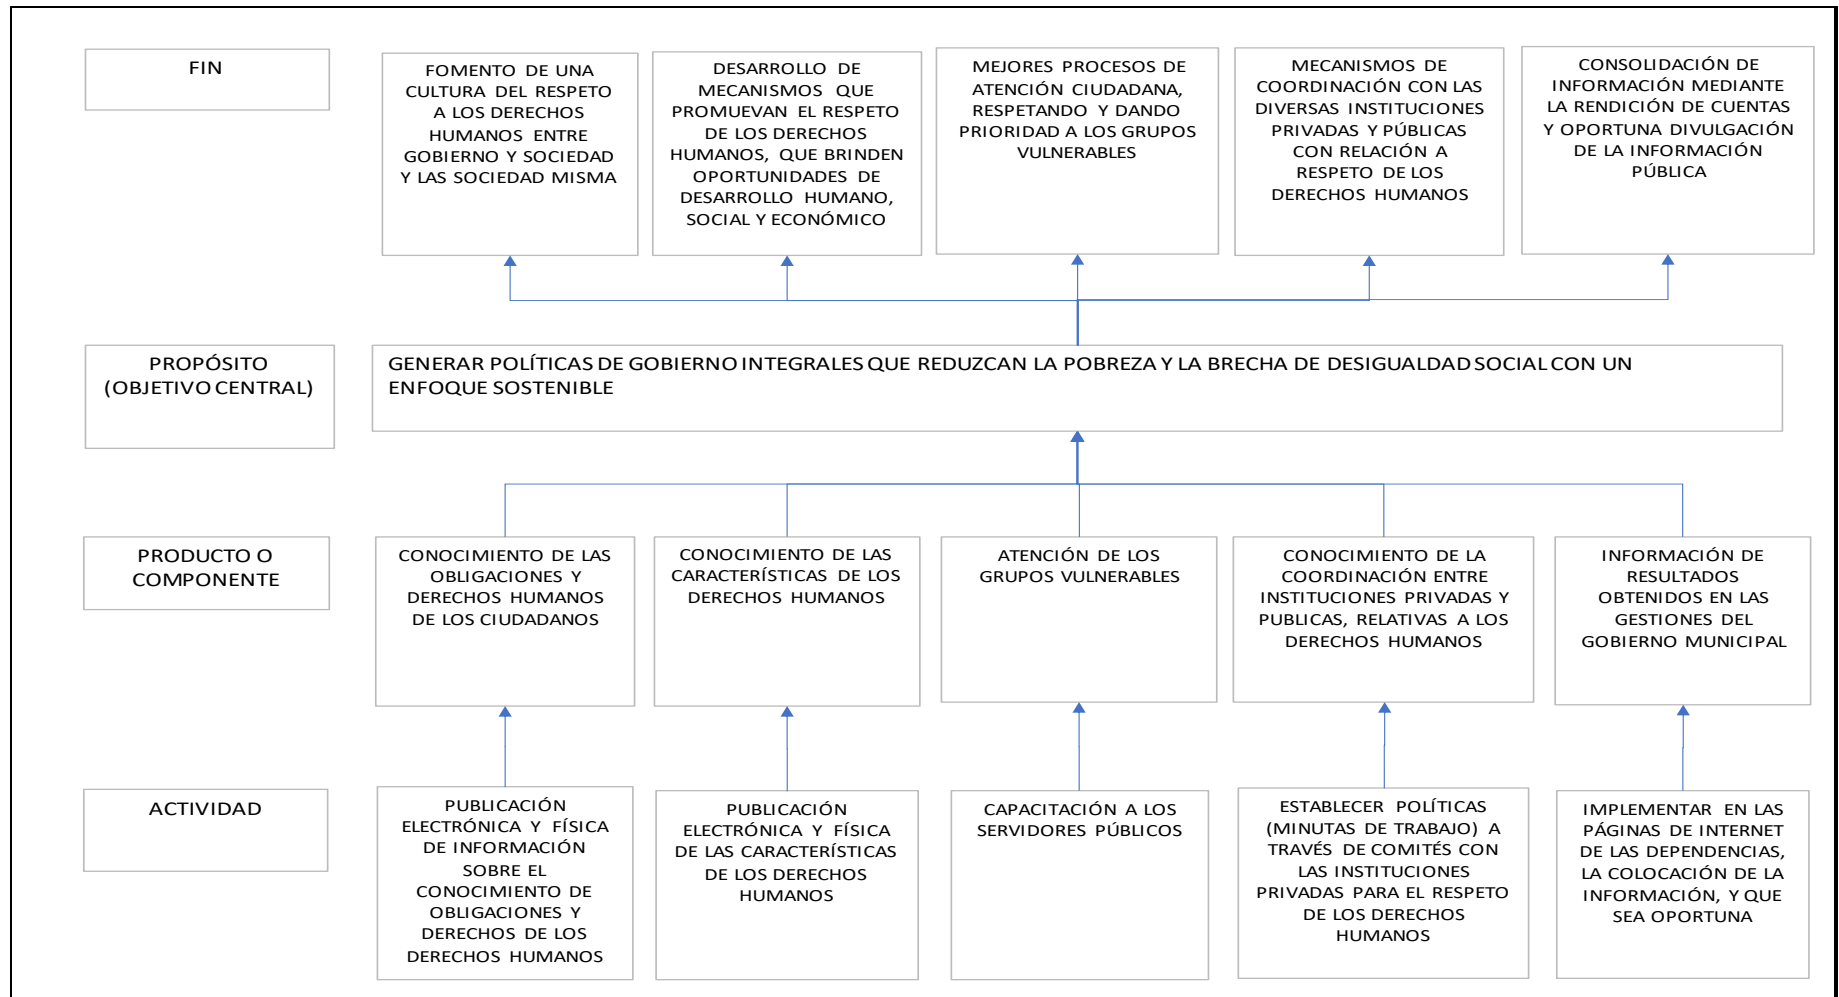 FIN
FOMENTO DE UNA
CULTURA DEL RESPETO
A LOS DERECHOS
HUMANOS ENTRE
GOBIERNO Y SOCIEDAD
Y LAS SOCIEDAD MISMA
DESARROLLO DE
MECANISMOS QUE
PROMUEVAN EL RESPETO
DE LOS DERECHOS
HUMANOS, QUE BRINDEN
OPORTUNIDADES DE
DESARROLLO HUMANO,
SOCIAL Y ECONÓMICO
MEJORES PROCESOS DE
ATENCIÓN CIUDADANA,
RESPETANDO Y DANDO
PRIORIDAD A LOS GRUPOS
VULNERABLES
MECANISMOS DE
COORDINACIÓN CON LAS
DIVERSAS INSTITUCIONES
PRIVADAS Y PÚBLICAS
CON RELACIÓN A
RESPETO DE LOS
DERECHOS HUMANOS
CONSOLIDACIÓN DE
INFORMACIÓN MEDIANTE
LA RENDICIÓN DE CUENTAS
Y OPORTUNA DIVULGACIÓN
DE LA INFORMACIÓN
PÚBLICA
PROPÓSITO
(OBJETIVO CENTRAL)
GENERAR POLÍTICAS DE GOBIERNO INTEGRALES QUE REDUZCAN LA POBREZA Y LA BRECHA DE DESIGUALDAD SOCIAL CON UN
ENFOQUE SOSTENIBLE
PRODUCTO O
COMPONENTE
CONOCIMIENTO DE LAS
OBLIGACIONES Y
DERECHOS HUMANOS
DE LOS CIUDADANOS
CONOCIMIENTO DE LAS
CARACTERÍSTICAS DE LOS
DERECHOS HUMANOS
ATENCIÓN DE LOS
GRUPOS VULNERABLES
CONOCIMIENTO DE LA
COORDINACIÓN ENTRE
INSTITUCIONES PRIVADAS Y
PUBLICAS, RELATIVAS A LOS
DERECHOS HUMANOS
INFORMACIÓN DE
RESULTADOS
OBTENIDOS EN LAS
GESTIONES DEL
GOBIERNO MUNICIPAL
ACTIVIDAD
PUBLICACIÓN
ELECTRÓNICA Y FÍSICA
DE INFORMACIÓN
SOBRE EL
CONOCIMIENTO DE
OBLIGACIONES Y
DERECHOS DE LOS
DERECHOS HUMANOS
PUBLICACIÓN
ELECTRÓNICA Y FÍSICA
DE LAS CARACTERÍSTICAS
DE LOS DERECHOS
HUMANOS
CAPACITACIÓN A LOS
SERVIDORES PÚBLICOS
ESTABLECER POLÍTICAS
(MINUTAS DE TRABAJO) A
TRAVÉS DE COMITÉS CON
LAS INSTITUCIONES
PRIVADAS PARA EL RESPETO
DE LOS DERECHOS
HUMANOS
IMPLEMENTAR EN LAS
PÁGINAS DE INTERNET
DE LAS DEPENDENCIAS,
LA COLOCACIÓN DE LA
INFORMACIÓN, Y QUE
SEA OPORTUNA